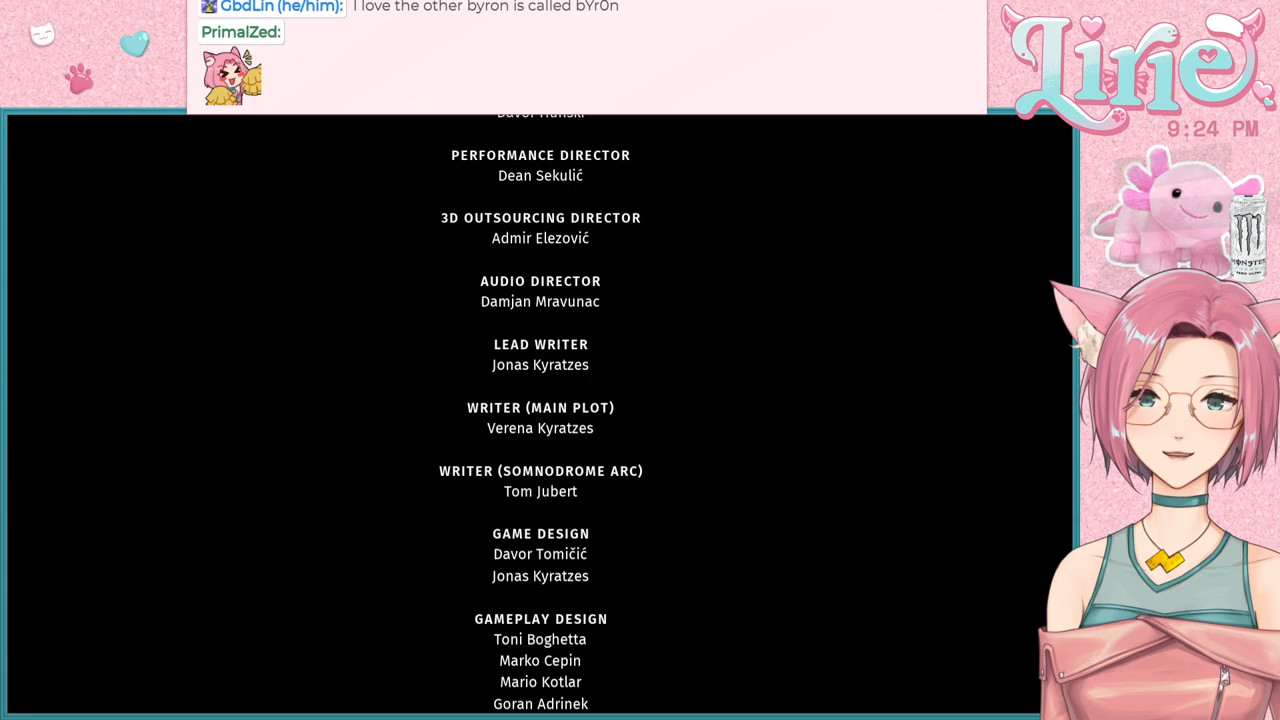 GbdLin (he/him): I love the other byron is called bYr0n
PrimalZed:
Lirie
9:24 PM
PERFORMANCE DIRECTOR
Dean Sekulić
3D OUTSOURCING DIRECTOR
Admir Elezović
AUDIO DIRECTOR
Damjan Mravunac
LEAD WRITER
Jonas Kyratzes
WRITER (MAIN PLOT)
Verena Kyratzes
WRITER (SOMNODROME ARC)
Tom Jubert
GAME DESIGN
Davor Tomičić
Jonas Kyratzes
GAMEPLAY DESIGN
Toni Boghetta
Marko Cepin
Mario Kotlar
Goran Adrinek
MONSTER